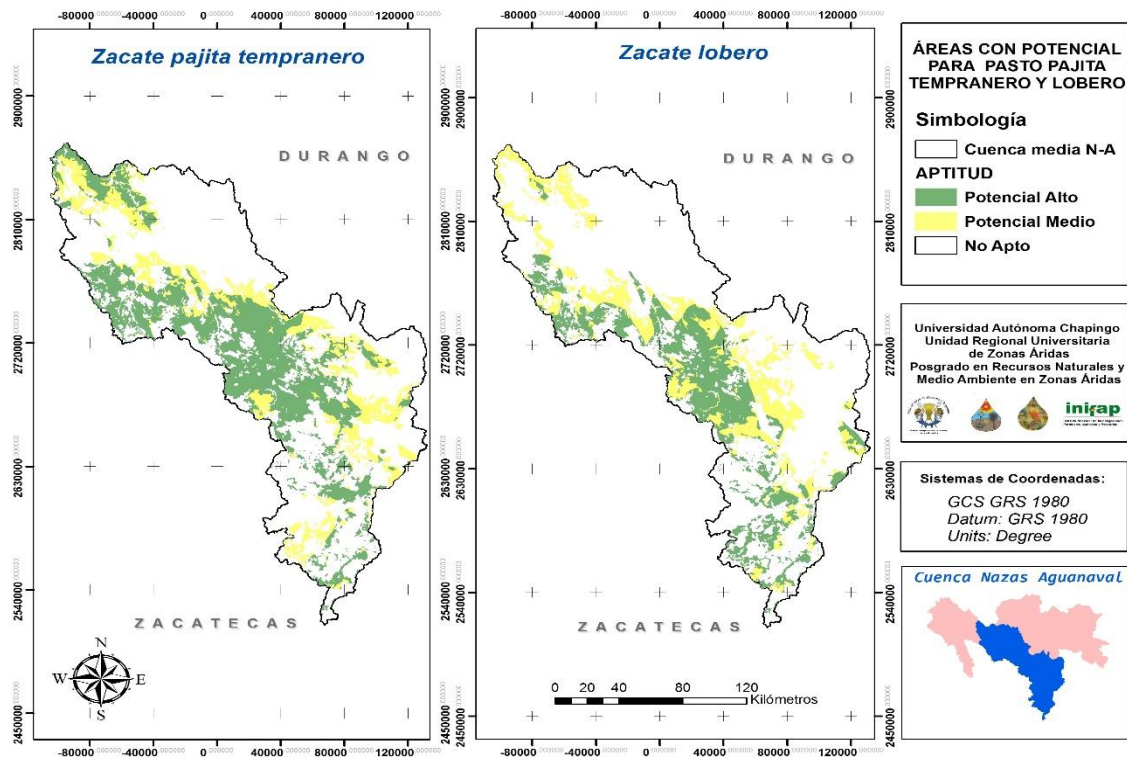 -80000 -40000 0 40000 80000 120000
Zacate pajita tempranero
DURANGO
ZACATECAS
N
W E
S
2900000
2810000
2720000
2630000
2540000
2450000
-80000 -40000 0 40000 80000 120000
-80000 -40000 0 40000 80000 120000
Zacate lobero
DURANGO
ZACATECAS
0 10 20 40 80 120
Kilómetros
2900000
2810000
2720000
2630000
2540000
2450000
-80000 -40000 0 40000 80000 120000
ÁREAS CON POTENCIAL
PARA PASTO PAJITA
TEMPRANERO Y LOBERO
Simbología
Cuenca media N-A
APTITUD
Potencial Alto
Potencial Medio
No Apto
Universidad Autónoma Chapingo
Unidad Regional Universitaria
de Zonas Áridas
Posgrado en Recursos Naturales y
Medio Ambiente en Zonas Áridas
inifap
Sistemas de Coordenadas:
GCS GRS 1980
Datum: GRS 1980
Units: Degree
Cuenca Nazas Aguanaval